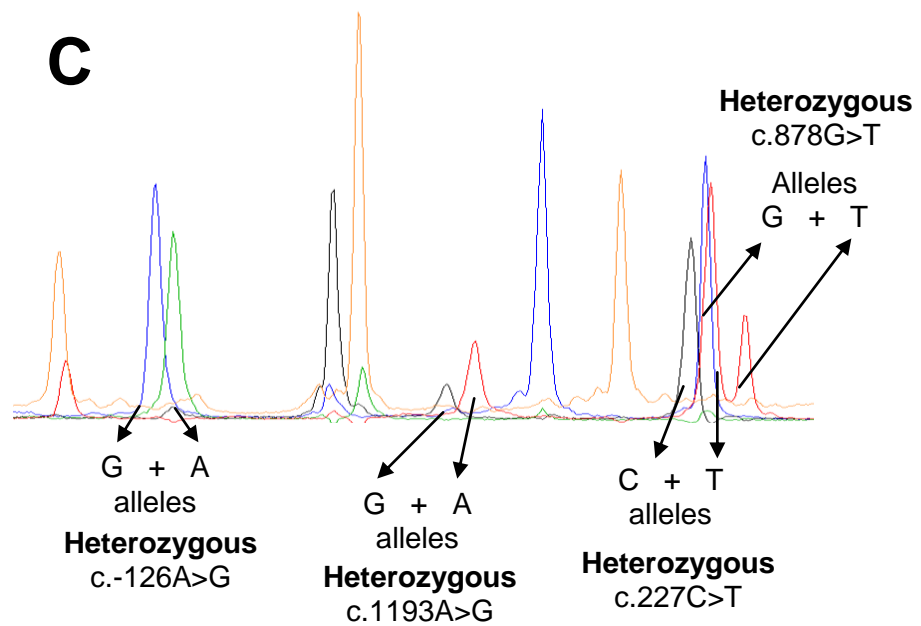 C
Heterozygous
c.878G>T
Alleles
G + T
G + A
alleles
Heterozygous
c.-126A>G
G + A
alleles
Heterozygous
c.1193A>G
C + T
alleles
Heterozygous
c.227C>T